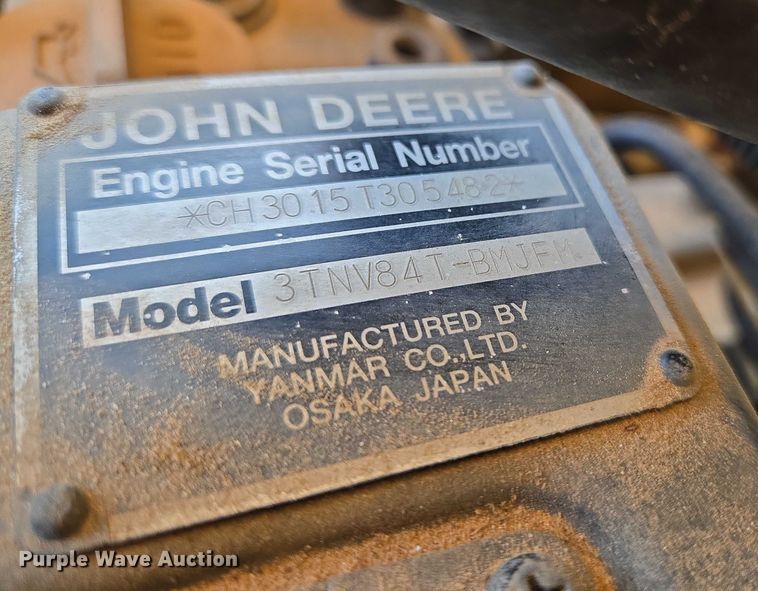 JOHN DEERE
Engine Serial Number
*CH3015T305482*
Model 3TNV84T-BMJFM
MANUFACTURED BY
YANMAR CO.,LTD.
OSAKA JAPAN
Purple Wave Auction